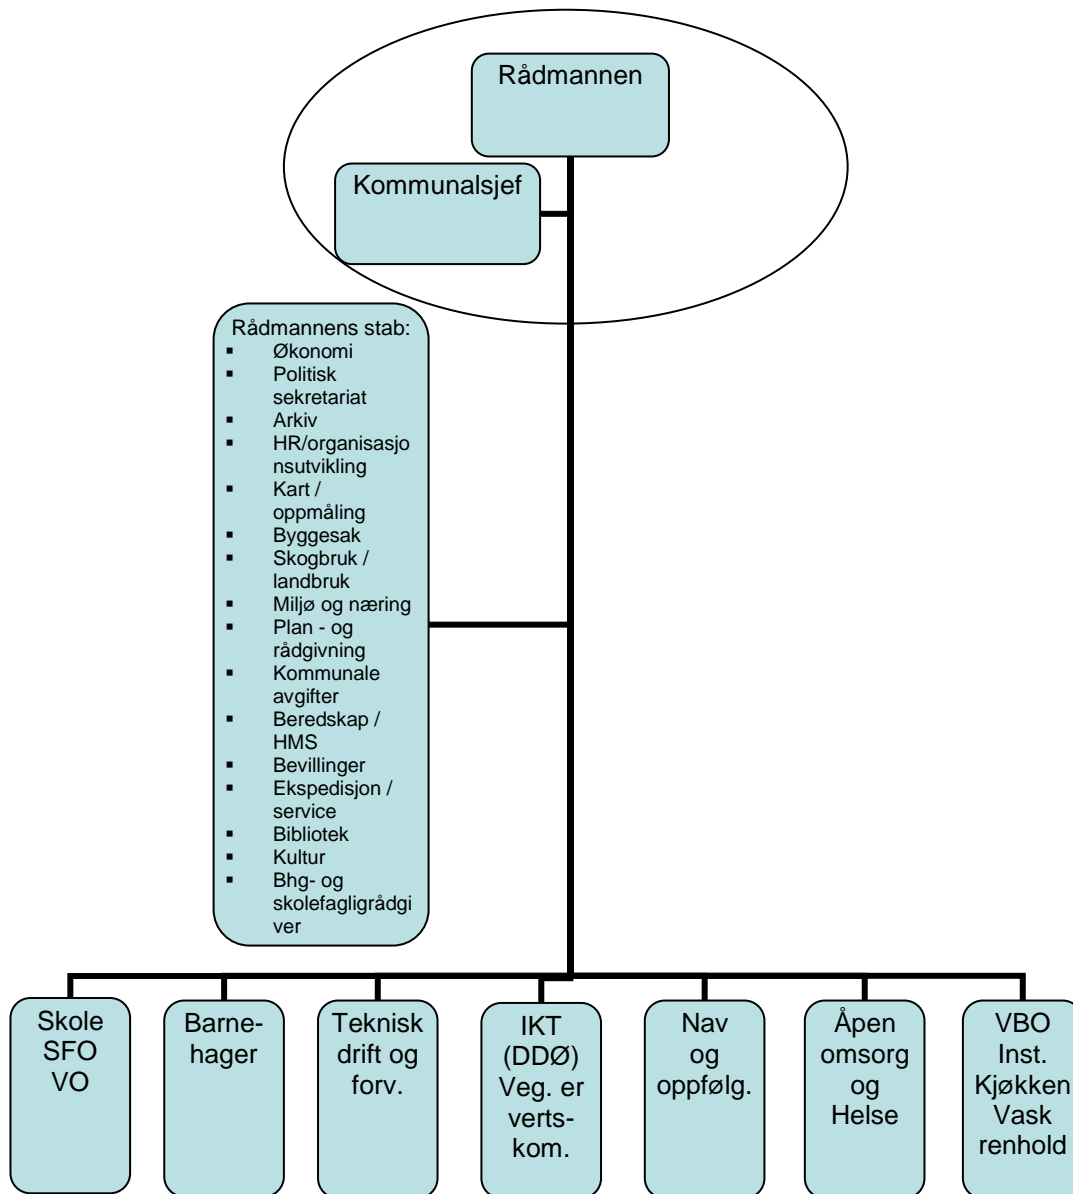 Rådmannen
Kommunalsjef
Rådmannens stab:
▪ Økonomi
▪ Politisk
sekretariat
▪ Arkiv
▪ HR/organisasjo
nsutvikling
▪ Kart /
oppmåling
▪ Byggesak
▪ Skogbruk /
landbruk
▪ Miljø og næring
▪ Plan - og
rådgivning
▪ Kommunale
avgifter
▪ Beredskap /
HMS
▪ Bevillinger
▪ Ekspedisjon /
service
▪ Bibliotek
▪ Kultur
▪ Bhg- og
skolefagligrådgi
ver
Skole
SFO
VO
Barne-
hager
Teknisk
drift og
forv.
IKT
(DDØ)
Veg. er
verts-
kom.
Nav
og
oppfølg.
Åpen
omsorg
og
Helse
VBO
Inst.
Kjøkken
Vask
renhold